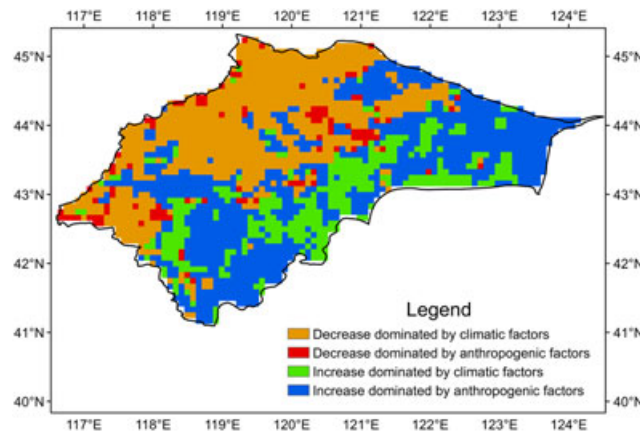 117°E 118°E 119°E 120°E 121°E 122°E 123°E 124°E
45°N 45°N
44°N 44°N
43°N 43°N
42°N 42°N
41°N 41°N
40°N 40°N
Legend
Decrease dominated by climatic factors
Decrease dominated by anthropogenic factors
Increase dominated by climatic factors
Increase dominated by anthropogenic factors
117°E 118°E 119°E 120°E 121°E 122°E 123°E 124°E